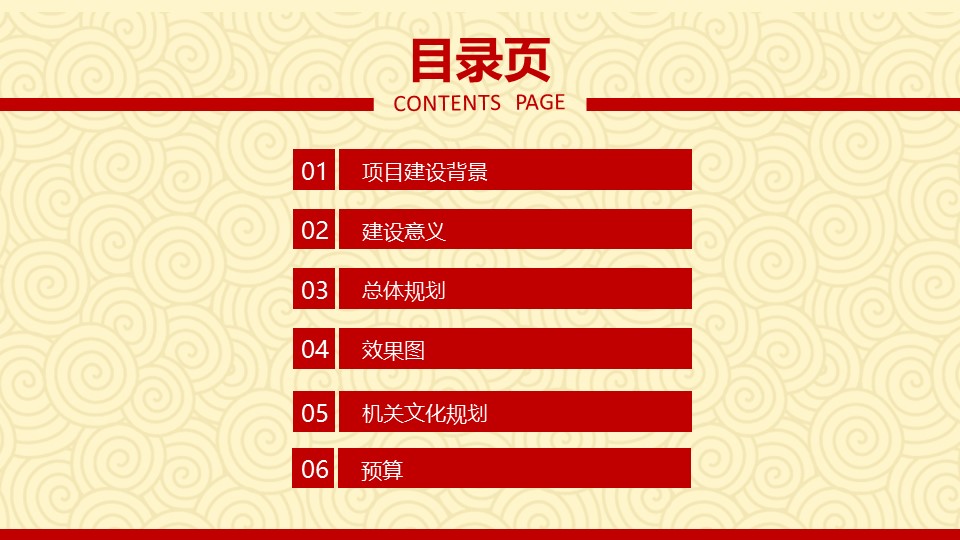 目录页
CONTENTS PAGE
01 项目建设背景
02 建设意义
03 总体规划
04 效果图
05 机关文化规划
06 预算